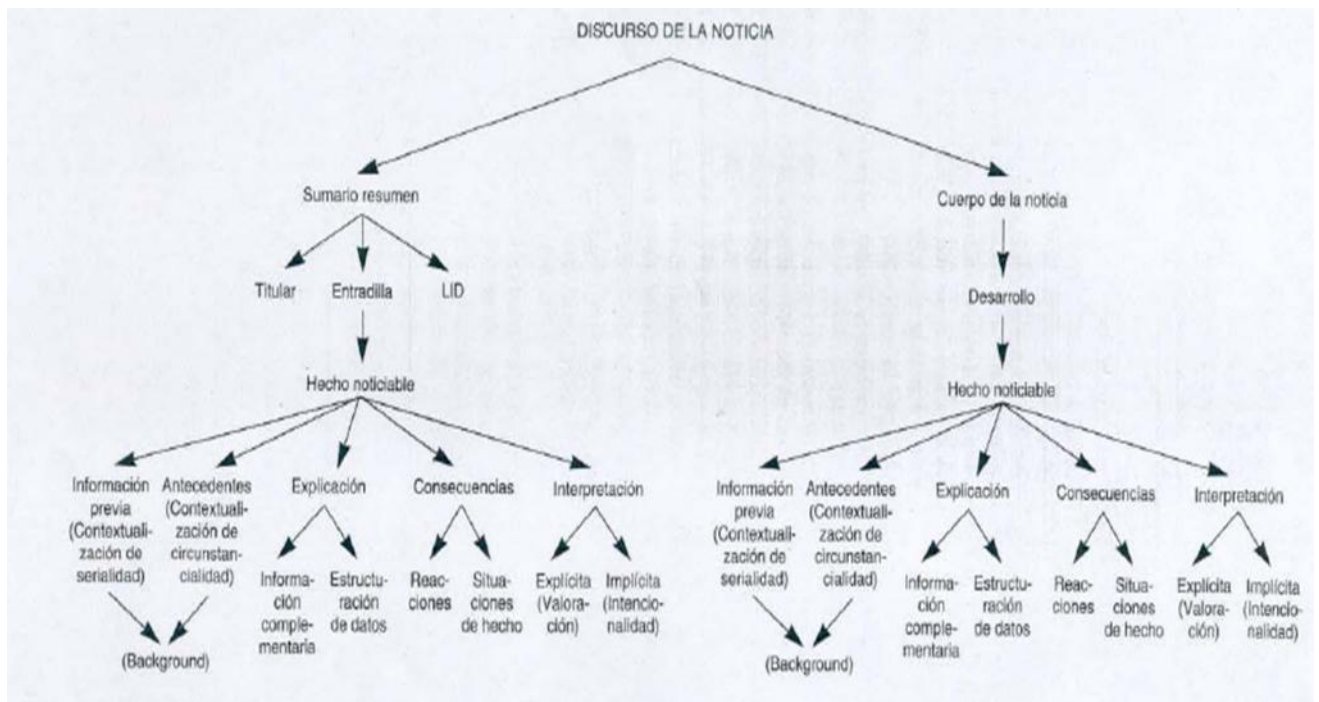 DISCURSO DE LA NOTICIA
Sumario resumen
Cuerpo de la noticia
Titular Entradilla LID
Desarrollo
Hecho noticiable
Hecho noticiable
Información
previa
(Contextuali-
zación de
serialidad)
Antecedentes
(Contextuali-
zación de
circunstan-
cialidad)
Explicación
Consecuencias
Interpretación
Informa-
ción
comple-
mentaria
Estructu-
ración
de datos
Reac-
ciones
Situa-
ciones
de hecho
Explícita
(Valora-
ción)
Implícita
(Intencio-
nalidad)
(Background)
Información
previa
(Contextuali-
zación de
serialidad)
Antecedentes
(Contextuali-
zación de
circunstan-
cialidad)
Explicación
Consecuencias
Interpretación
Informa-
ción
comple-
mentaria
Estructu-
ración
de datos
Reac-
ciones
Situa-
ciones
de hecho
Explícita
(Valora-
ción)
Implícita
(Intencio-
nalidad)
(Background)